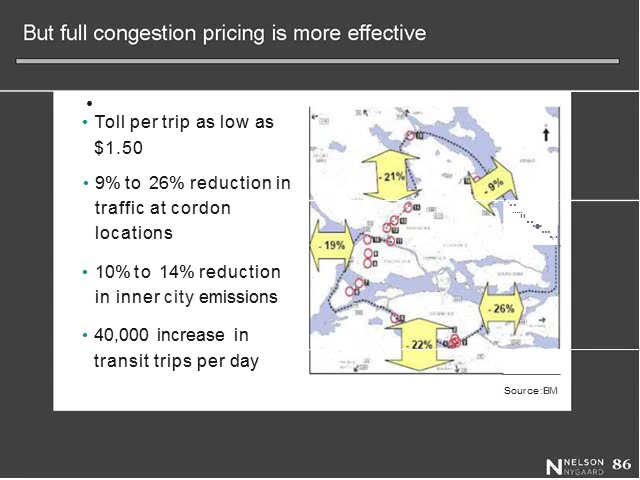 But full congestion pricing is more effective
•
• Toll per trip as low as
$1.50
• 9% to 26% reduction in
traffic at cordon
locations
• 10% to 14% reduction
in inner city emissions
• 40,000 increase in
transit trips per day
- 21%
- 9%
- 19%
- 26%
- 22%
Source:BM
NELSON
NYGAARD
86